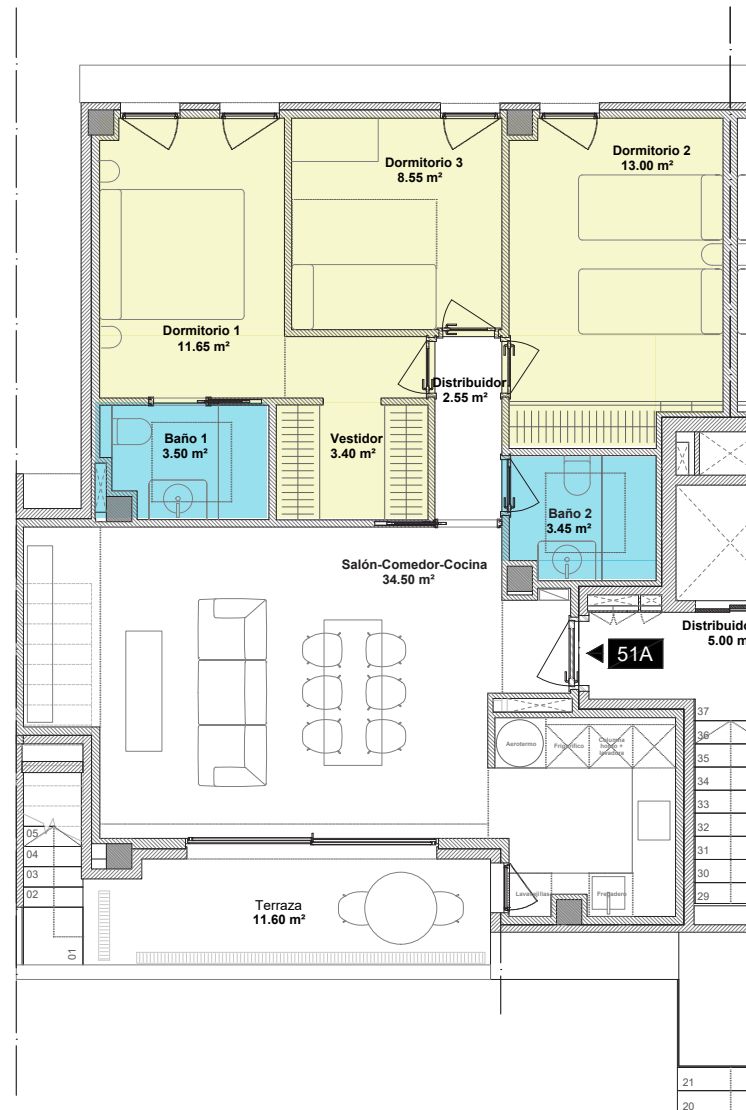 Dormitorio 3
8.55 m²
Dormitorio 2
13.00 m²
Dormitorio 1
11.65 m²
Distribuidor
2.55 m²
Baño 1
3.50 m²
Vestidor
3.40 m²
Baño 2
3.45 m²
Salón-Comedor-Cocina
34.50 m²
Distribuido
5.00 m
51A
37
36
35
34
33
32
31
30
29
Aerotermo
Frigorífico
Columna
horno +
lavadora
05
04
03
02
01
Lavavajillas
Fregadero
Terraza
11.60 m²
21
20